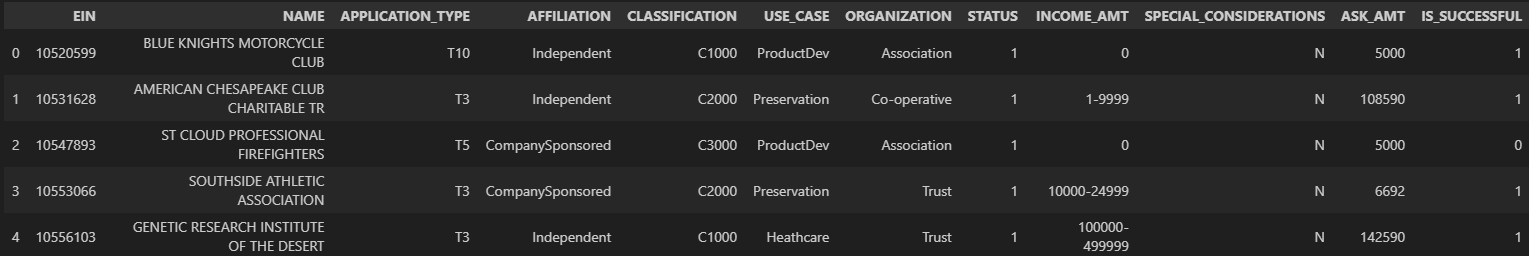 EIN NAME APPLICATION_TYPE AFFILIATION CLASSIFICATION USE_CASE ORGANIZATION STATUS INCOME_AMT SPECIAL_CONSIDERATIONS ASK_AMT IS_SUCCESSFUL
0 10520599 BLUE KNIGHTS MOTORCYCLE CLUB T10 Independent C1000 ProductDev Association 1 0 N 5000 1
1 10531628 AMERICAN CHESAPEAKE CLUB CHARITABLE TR T3 Independent C2000 Preservation Co-operative 1 1-9999 N 108590 1
2 10547893 ST CLOUD PROFESSIONAL FIREFIGHTERS T5 CompanySponsored C3000 ProductDev Association 1 0 N 5000 0
3 10553066 SOUTHSIDE ATHLETIC ASSOCIATION T3 CompanySponsored C2000 Preservation Trust 1 10000-24999 N 6692 1
4 10556103 GENETIC RESEARCH INSTITUTE OF THE DESERT T3 Independent C1000 Heathcare Trust 1 100000-499999 N 142590 1